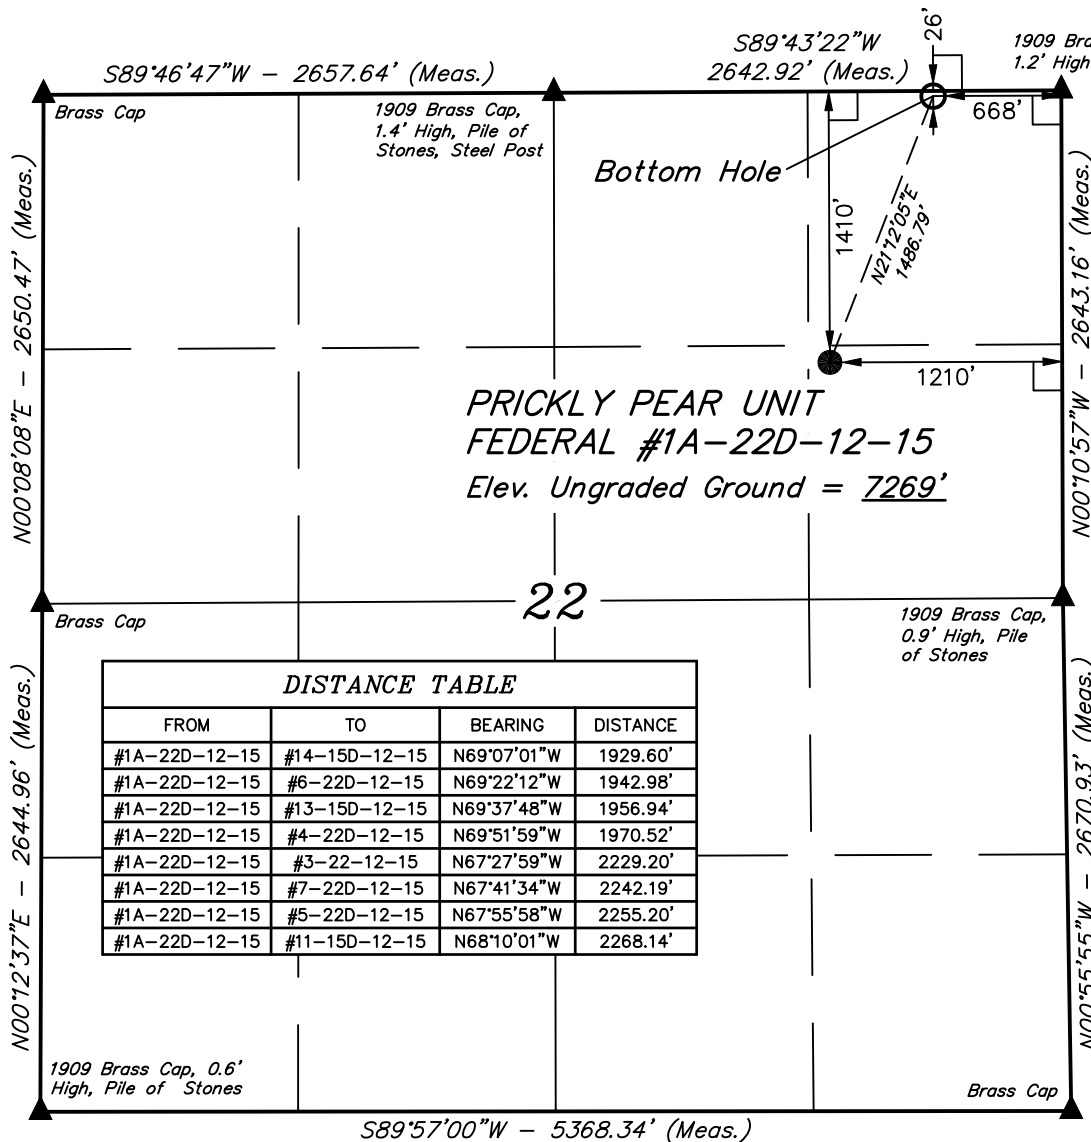 S89°46'47"W - 2657.64' (Meas.)
S89°43'22"W
2642.92' (Meas.)
26'
1909 Bra
1.2' High
Brass Cap
1909 Brass Cap,
1.4' High, Pile of
Stones, Steel Post
668'
Bottom Hole
1410'
N21°12'05"E
1486.79'
N00°08'08"E - 2650.47' (Meas.)
N00°10'57"W - 2643.16' (Meas.)
1210'
PRICKLY PEAR UNIT
FEDERAL #1A-22D-12-15
Elev. Ungraded Ground = 7269'
22
Brass Cap
1909 Brass Cap,
0.9' High, Pile
of Stones
DISTANCE TABLE
FROM TO BEARING DISTANCE
#1A-22D-12-15 #14-15D-12-15 N69°07'01"W 1929.60'
#1A-22D-12-15 #6-22D-12-15 N69°22'12"W 1942.98'
#1A-22D-12-15 #13-15D-12-15 N69°37'48"W 1956.94'
#1A-22D-12-15 #4-22D-12-15 N69°51'59"W 1970.52'
#1A-22D-12-15 #3-22-12-15 N67°27'59"W 2229.20'
#1A-22D-12-15 #7-22D-12-15 N67°41'34"W 2242.19'
#1A-22D-12-15 #5-22D-12-15 N67°55'58"W 2255.20'
#1A-22D-12-15 #11-15D-12-15 N68°10'01"W 2268.14'
N00°12'37"E - 2644.96' (Meas.)
N00°55'55"W - 2670.93' (Meas.)
1909 Brass Cap, 0.6'
High, Pile of Stones
Brass Cap
S89°57'00"W - 5368.34' (Meas.)